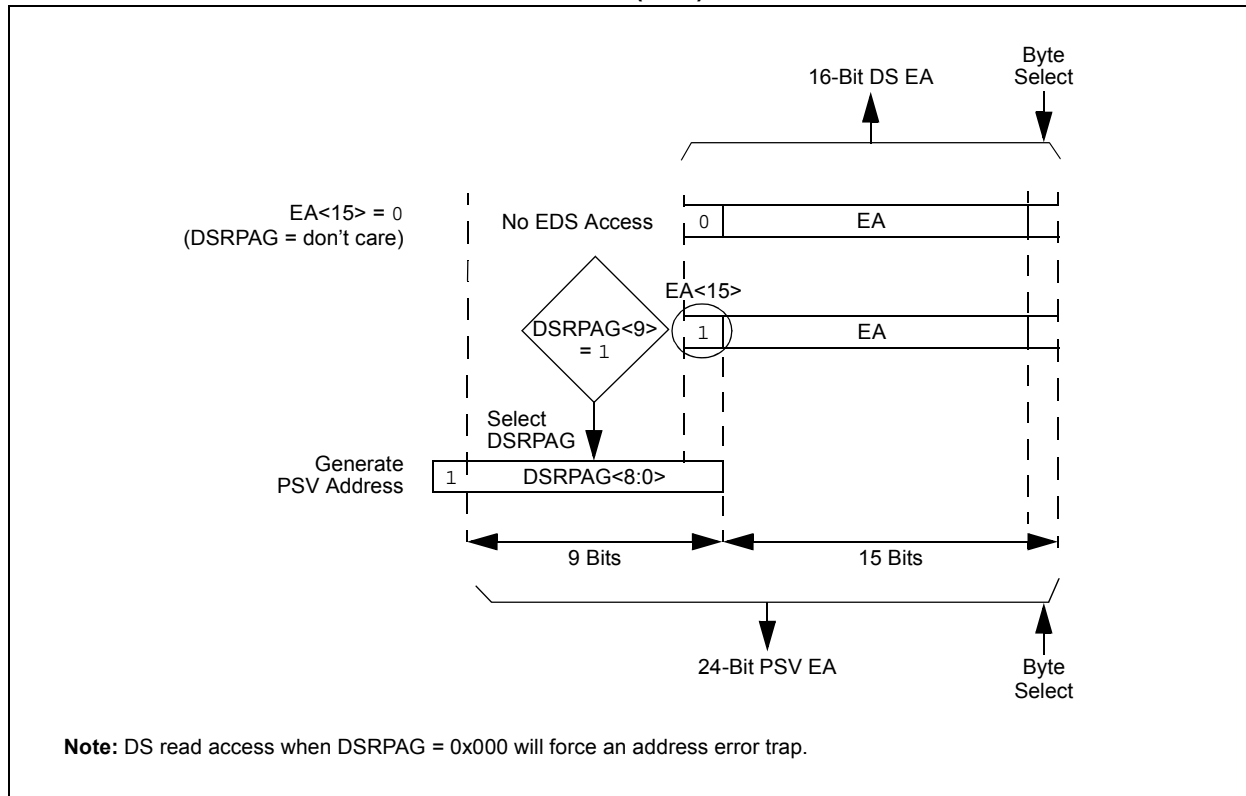 16-Bit DS EA
Byte
Select
EA<15> = 0
(DSRPAG = don't care)
No EDS Access
0
EA
EA<15>
DSRPAG<9>
= 1
1
EA
Select
DSRPAG
Generate
PSV Address
1
DSRPAG<8:0>
9 Bits
15 Bits
24-Bit PSV EA
Byte
Select
Note: DS read access when DSRPAG = 0x000 will force an address error trap.